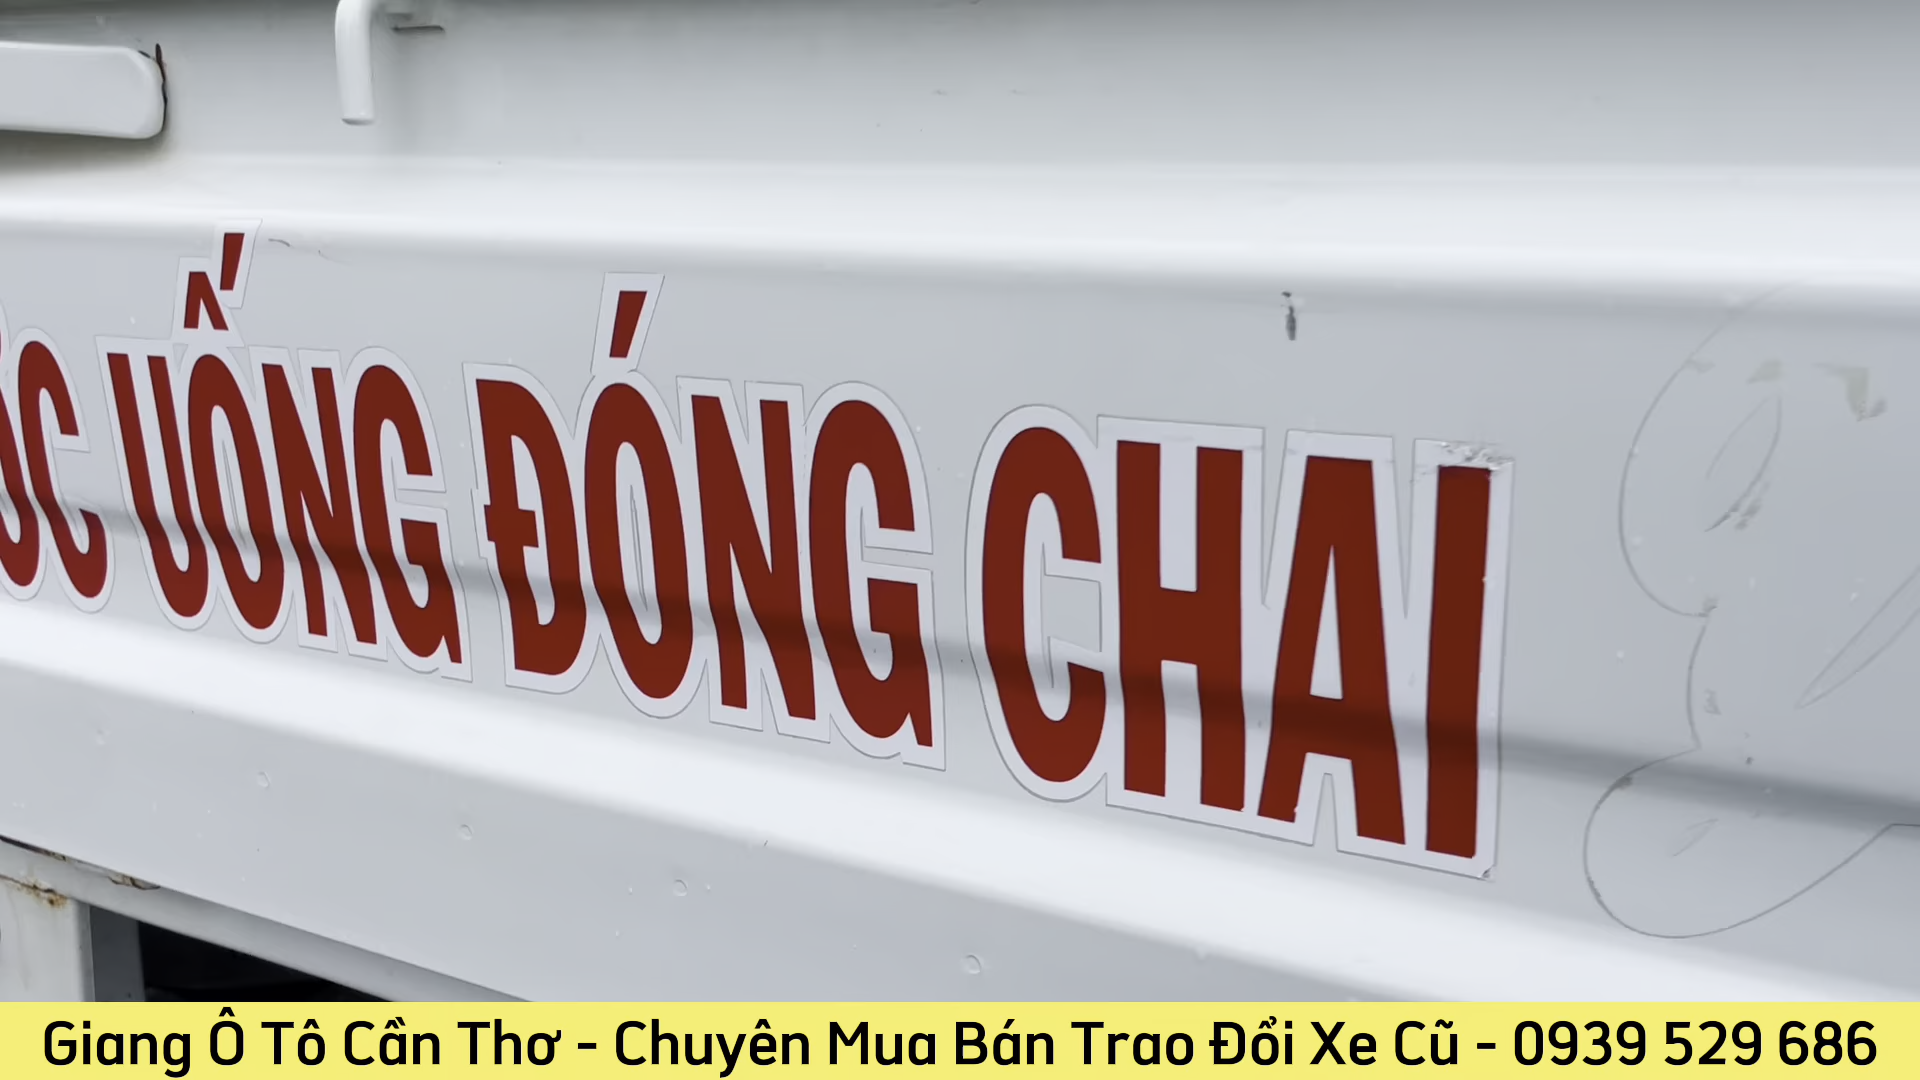 ỚC UỐNG ĐÓNG CHAI
Giang Ô Tô Cần Thơ - Chuyên Mua Bán Trao Đổi Xe Cũ - 0939 529 686